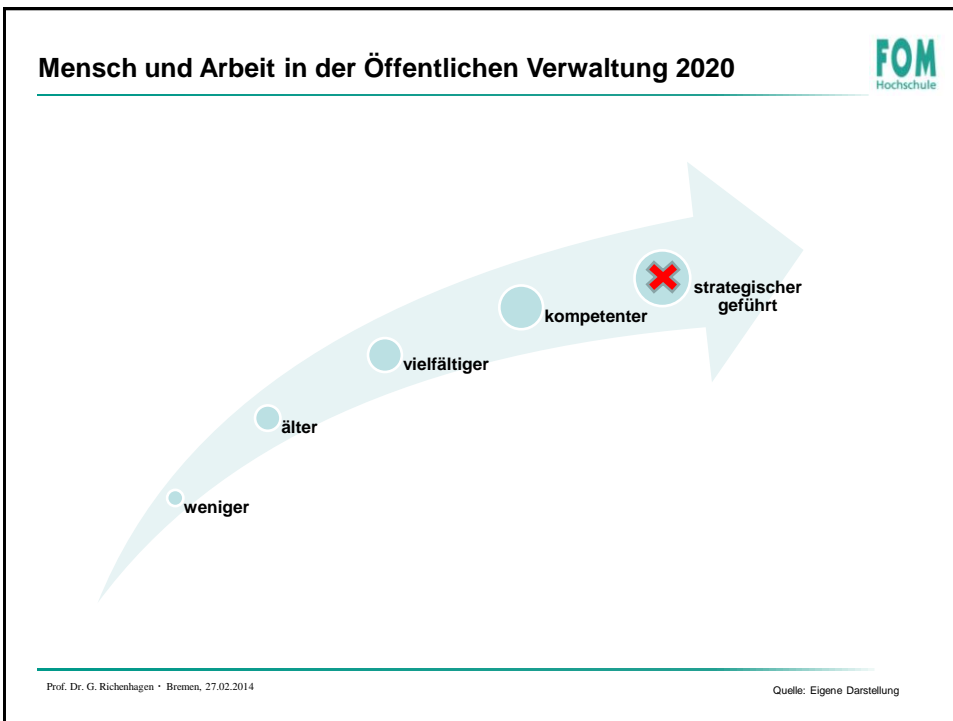 Mensch und Arbeit in der Öffentlichen Verwaltung 2020
FOM
Hochschule
strategischer
geführt
kompetenter
vielfältiger
älter
weniger
Prof. Dr. G. Richenhagen · Bremen, 27.02.2014
Quelle: Eigene Darstellung